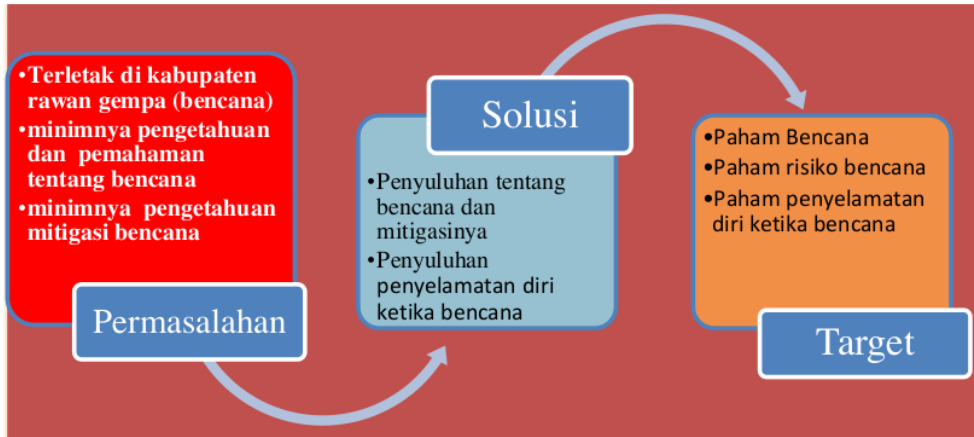 •Terletak di kabupaten
rawan gempa (bencana)
•minimnya pengetahuan
dan pemahaman
tentang bencana
•minimnya pengetahuan
mitigasi bencana
Permasalahan
Solusi
•Penyuluhan tentang
bencana dan
mitigasinya
•Penyuluhan
penyelamatan diri
ketika bencana
•Paham Bencana
•Paham risiko bencana
•Paham penyelamatan
diri ketika bencana
Target